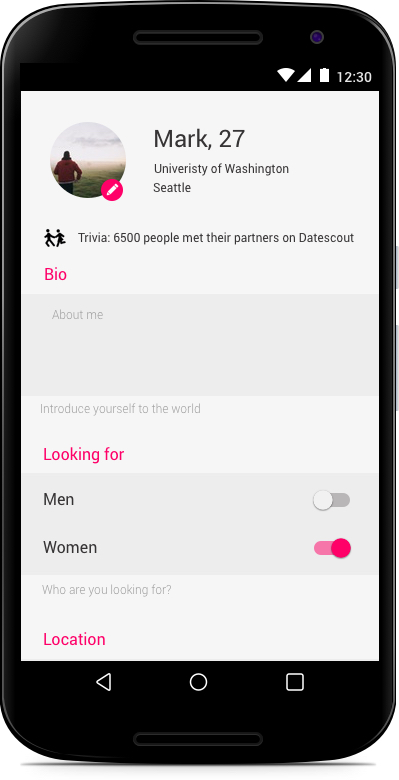 12:30
Mark, 27
Univeristy of Washington
Seattle
Trivia: 6500 people met their partners on Datescout
Bio
About me
Introduce yourself to the world
Looking for
Men
Women
Who are you looking for?
Location